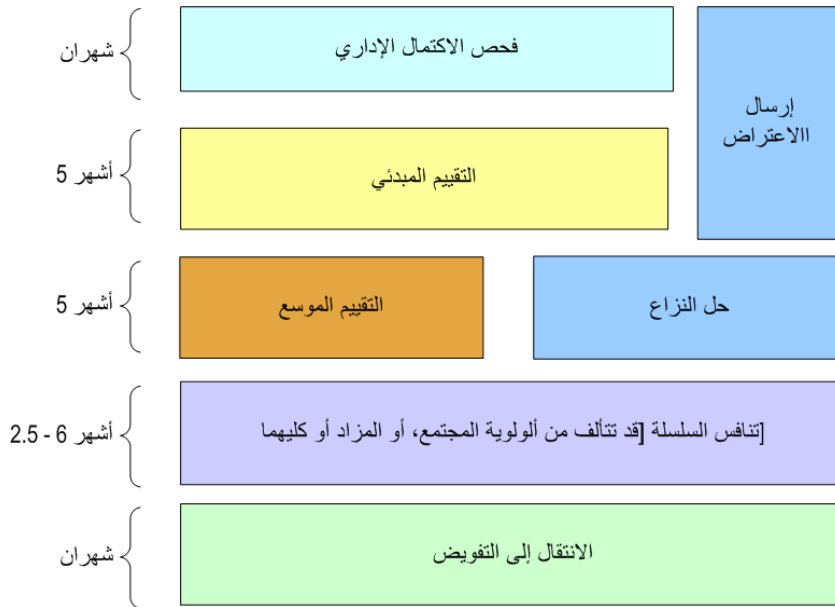 شهران
فحص الاكتمال الإداري
إرسال
االاعتراض
5 أشهر
التقييم المبدئي
5 أشهر
التقييم الموسع
حل النزاع
2.5 - 6 أشهر
]تنافس السلسلة [قد تتألف من ألولوية المجتمع، أو المزاد أو كليهما
شهران
الانتقال إلى التفويض